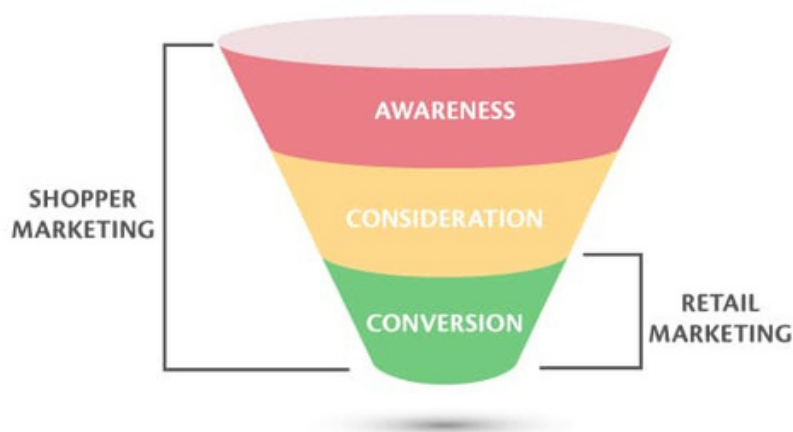 AWARENESS
SHOPPER
MARKETING
CONSIDERATION
CONVERSION
RETAIL
MARKETING